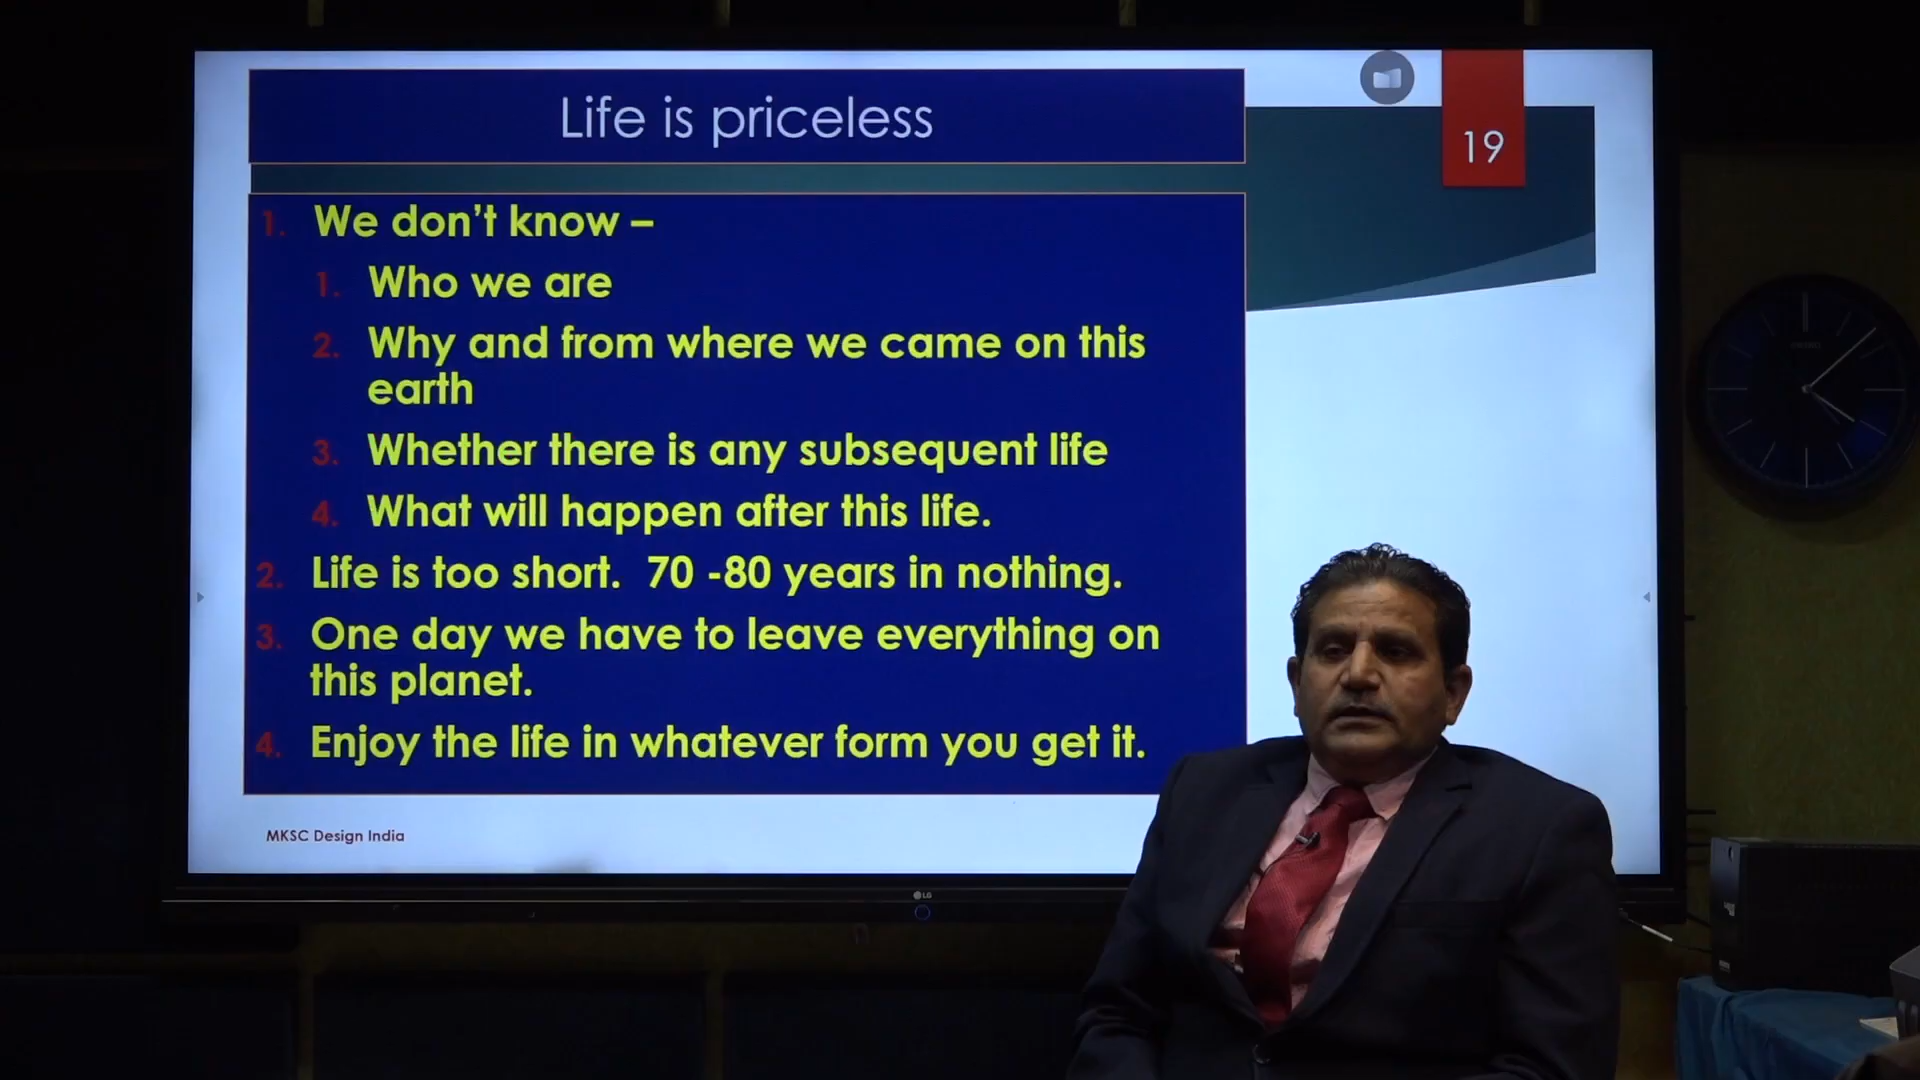 Life is priceless
19
1. We don't know –
1. Who we are
2. Why and from where we came on this
earth
3. Whether there is any subsequent life
4. What will happen after this life.
2. Life is too short. 70 -80 years in nothing.
3. One day we have to leave everything on
this planet.
4. Enjoy the life in whatever form you get it.
MKSC Design India
LG
SEIKO